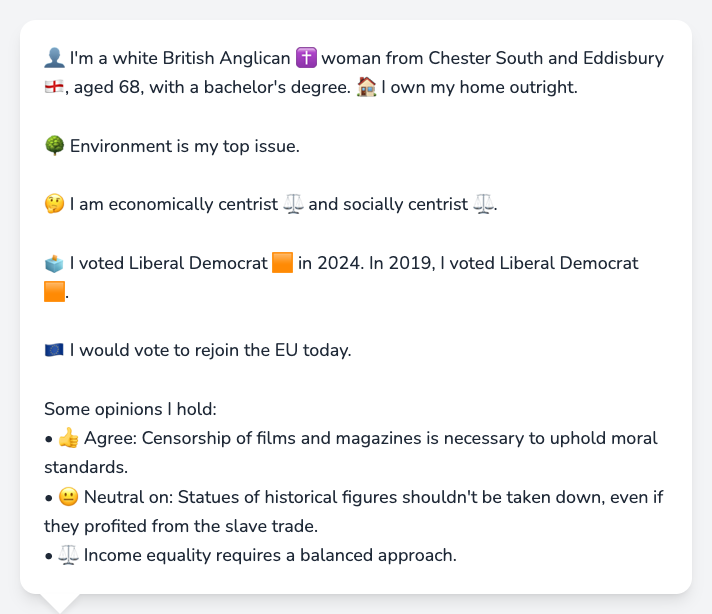 👤 I'm a white British Anglican ✝️ woman from Chester South and Eddisbury
🏴󠁧󠁢󠁥󠁮󠁧󠁿, aged 68, with a bachelor's degree. 🏠 I own my home outright.
🌳 Environment is my top issue.
🤔 I am economically centrist ⚖️ and socially centrist ⚖️.
🗳️ I voted Liberal Democrat 🟧 in 2024. In 2019, I voted Liberal Democrat
🟧.
🇪🇺 I would vote to rejoin the EU today.
Some opinions I hold:
• 👍 Agree: Censorship of films and magazines is necessary to uphold moral
standards.
• 😐 Neutral on: Statues of historical figures shouldn't be taken down, even if
they profited from the slave trade.
• ⚖️ Income equality requires a balanced approach.